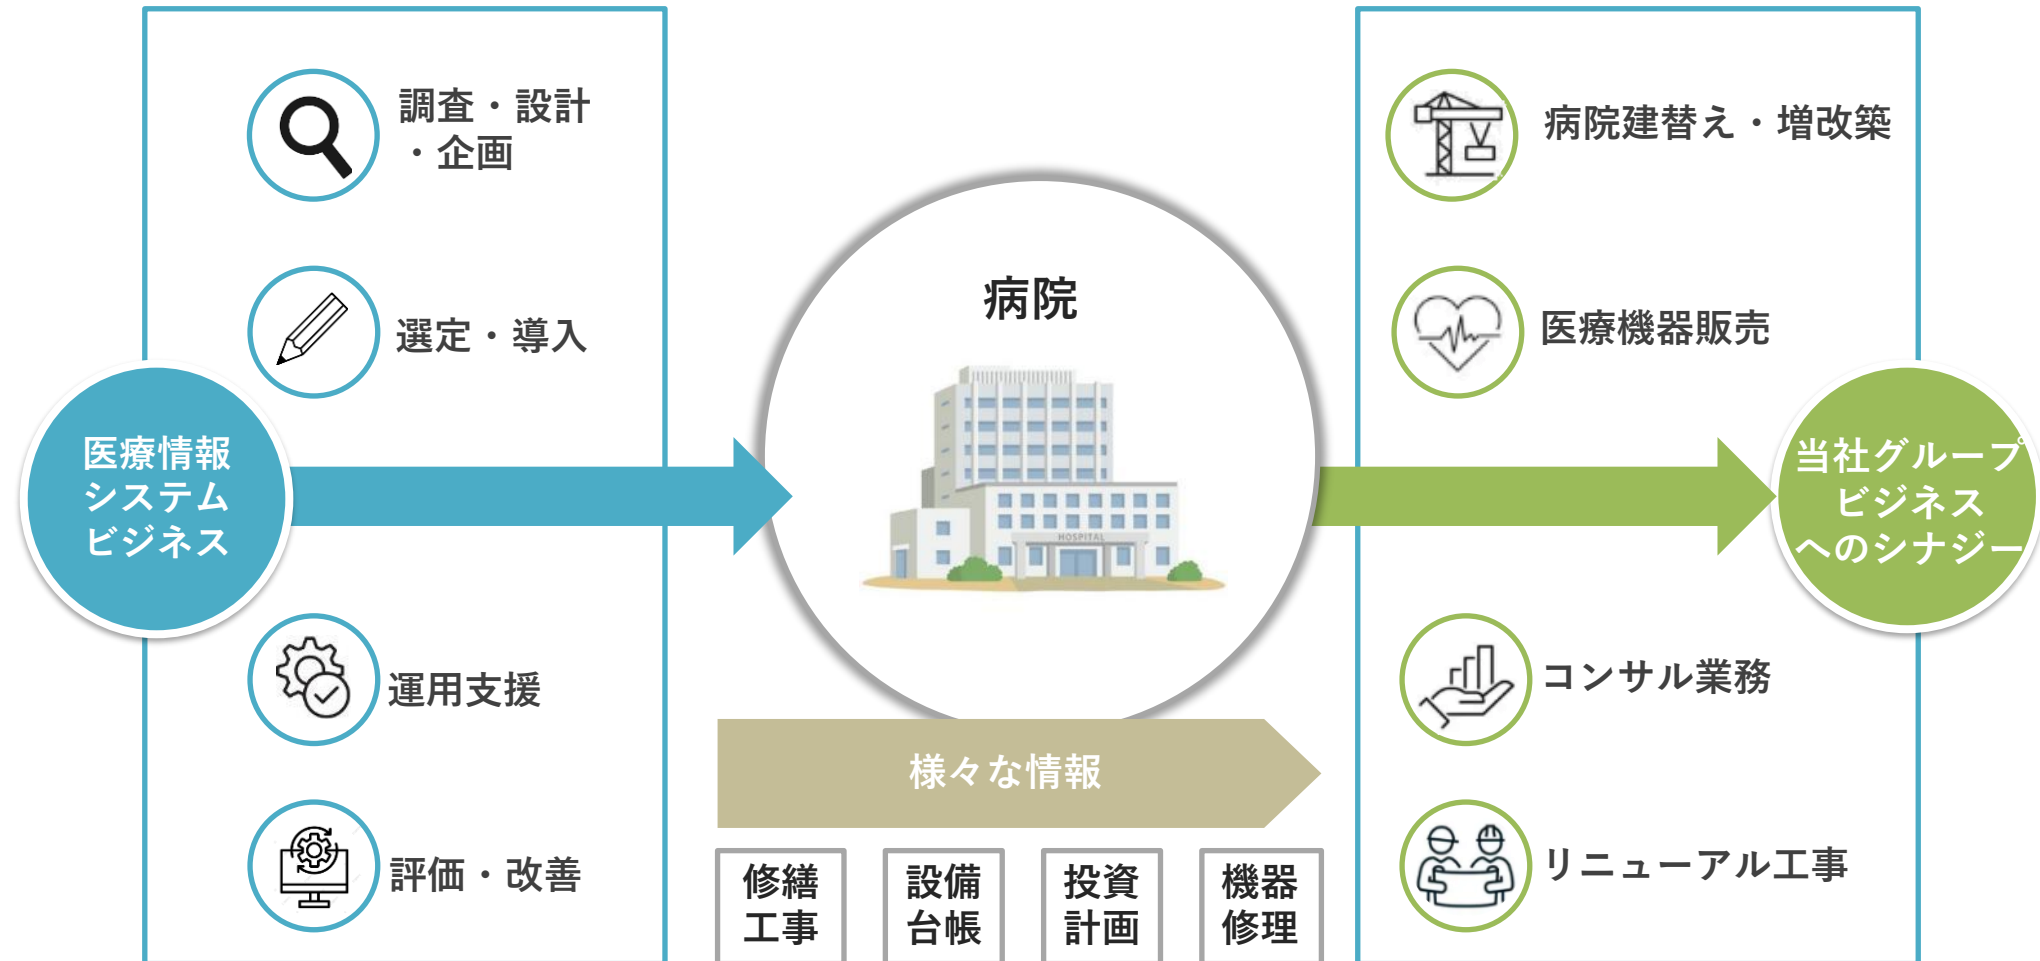 医療情報
システム
ビジネス
調査・設計
・企画
選定・導入
運用支援
評価・改善
病院
HOSPITAL
様々な情報
修繕
工事
設備
台帳
投資
計画
機器
修理
病院建替え・増改築
医療機器販売
コンサル業務
リニューアル工事
当社グループ
ビジネス
へのシナジー